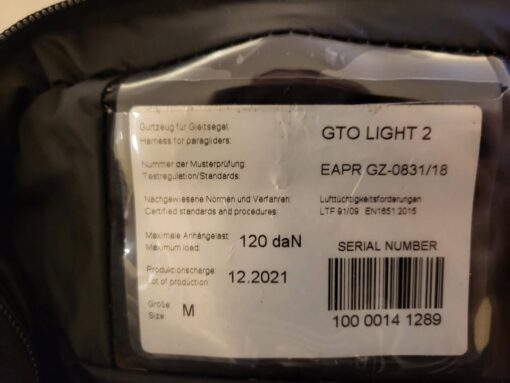 Gurtzeug für Gleitsegel:
Harness for paragliders:
GTO LIGHT 2
Nummer der Musterprüfung:
Testregulation/Standards:
EAPR GZ-0831/18
Nachgewiesene Normen und Verfahren:
Certified standards and procedures:
Lufttüchtigkeitsforderungen
LTF 91/09 EN1651:2015
Maximale Anhängelast
Maximum load:
120 daN
Produktionscharge:
Lot of production:
12.2021
Größe:
Size:
M
SERIAL NUMBER
100 0014 1289